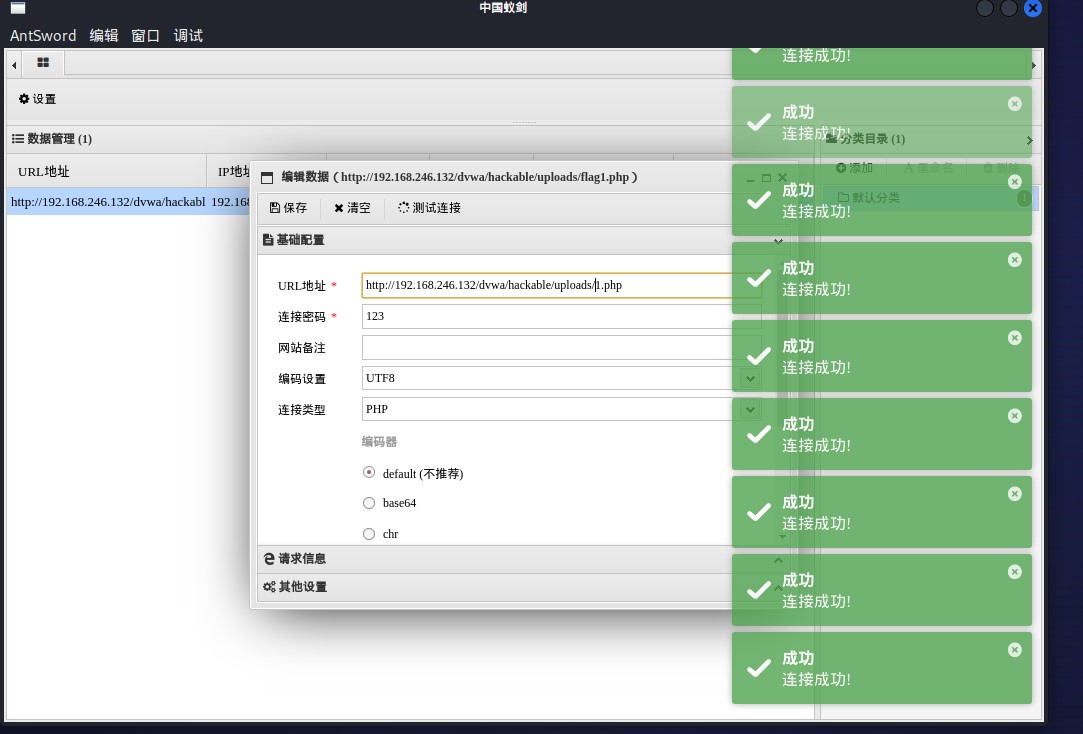 中国蚁剑
AntSword 编辑 窗口 调试
设置
数据管理 (1)
分类目录 (1)
URL地址
IP地址
添加
重命名
删除
http://192.168.246.132/dvwa/hackabl
192.168
默认分类
1
编辑数据 ( http://192.168.246.132/dvwa/hackable/uploads/flag1.php )
保存
清空
测试连接
基础配置
URL地址 *
http://192.168.246.132/dvwa/hackable/uploads/1.php
连接密码 *
123
网站备注
编码设置
UTF8
连接类型
PHP
编码器
default (不推荐)
base64
chr
请求信息
其他设置
连接成功!
成功
连接成功!
成功
连接成功!
成功
连接成功!
成功
连接成功!
成功
连接成功!
成功
连接成功!
成功
连接成功!
成功
连接成功!